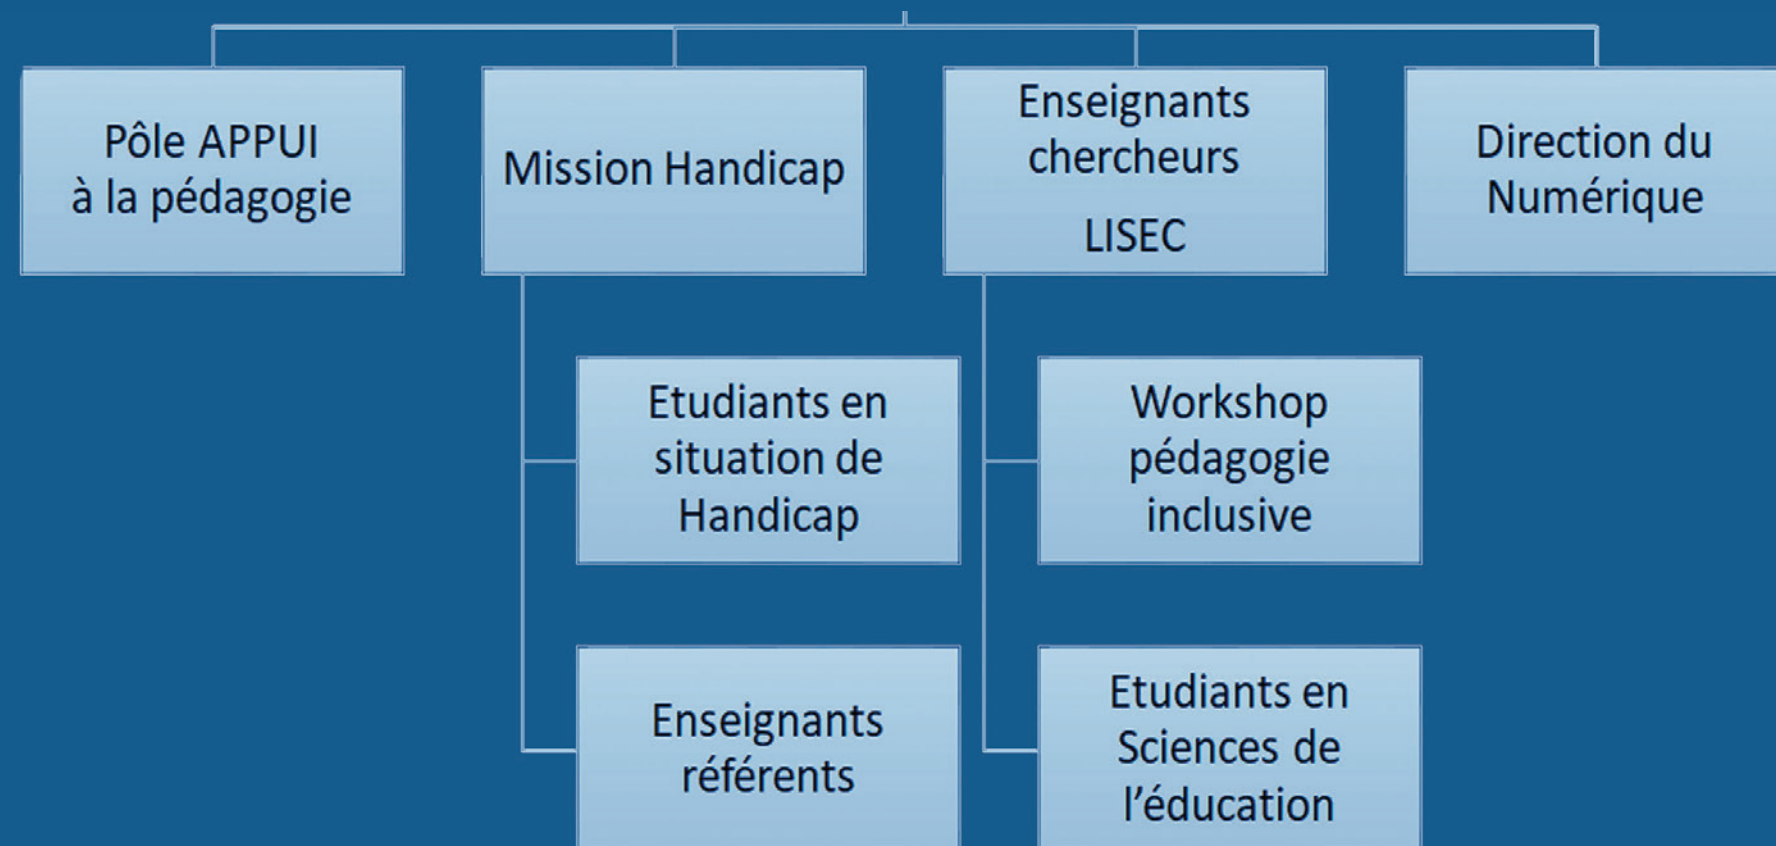 Pôle APPUI
à la pédagogie
Mission Handicap
Enseignants
chercheurs
LISEC
Direction du
Numérique
Etudiants en
situation de
Handicap
Workshop
pédagogie
inclusive
Enseignants
référents
Etudiants en
Sciences de
l’éducation